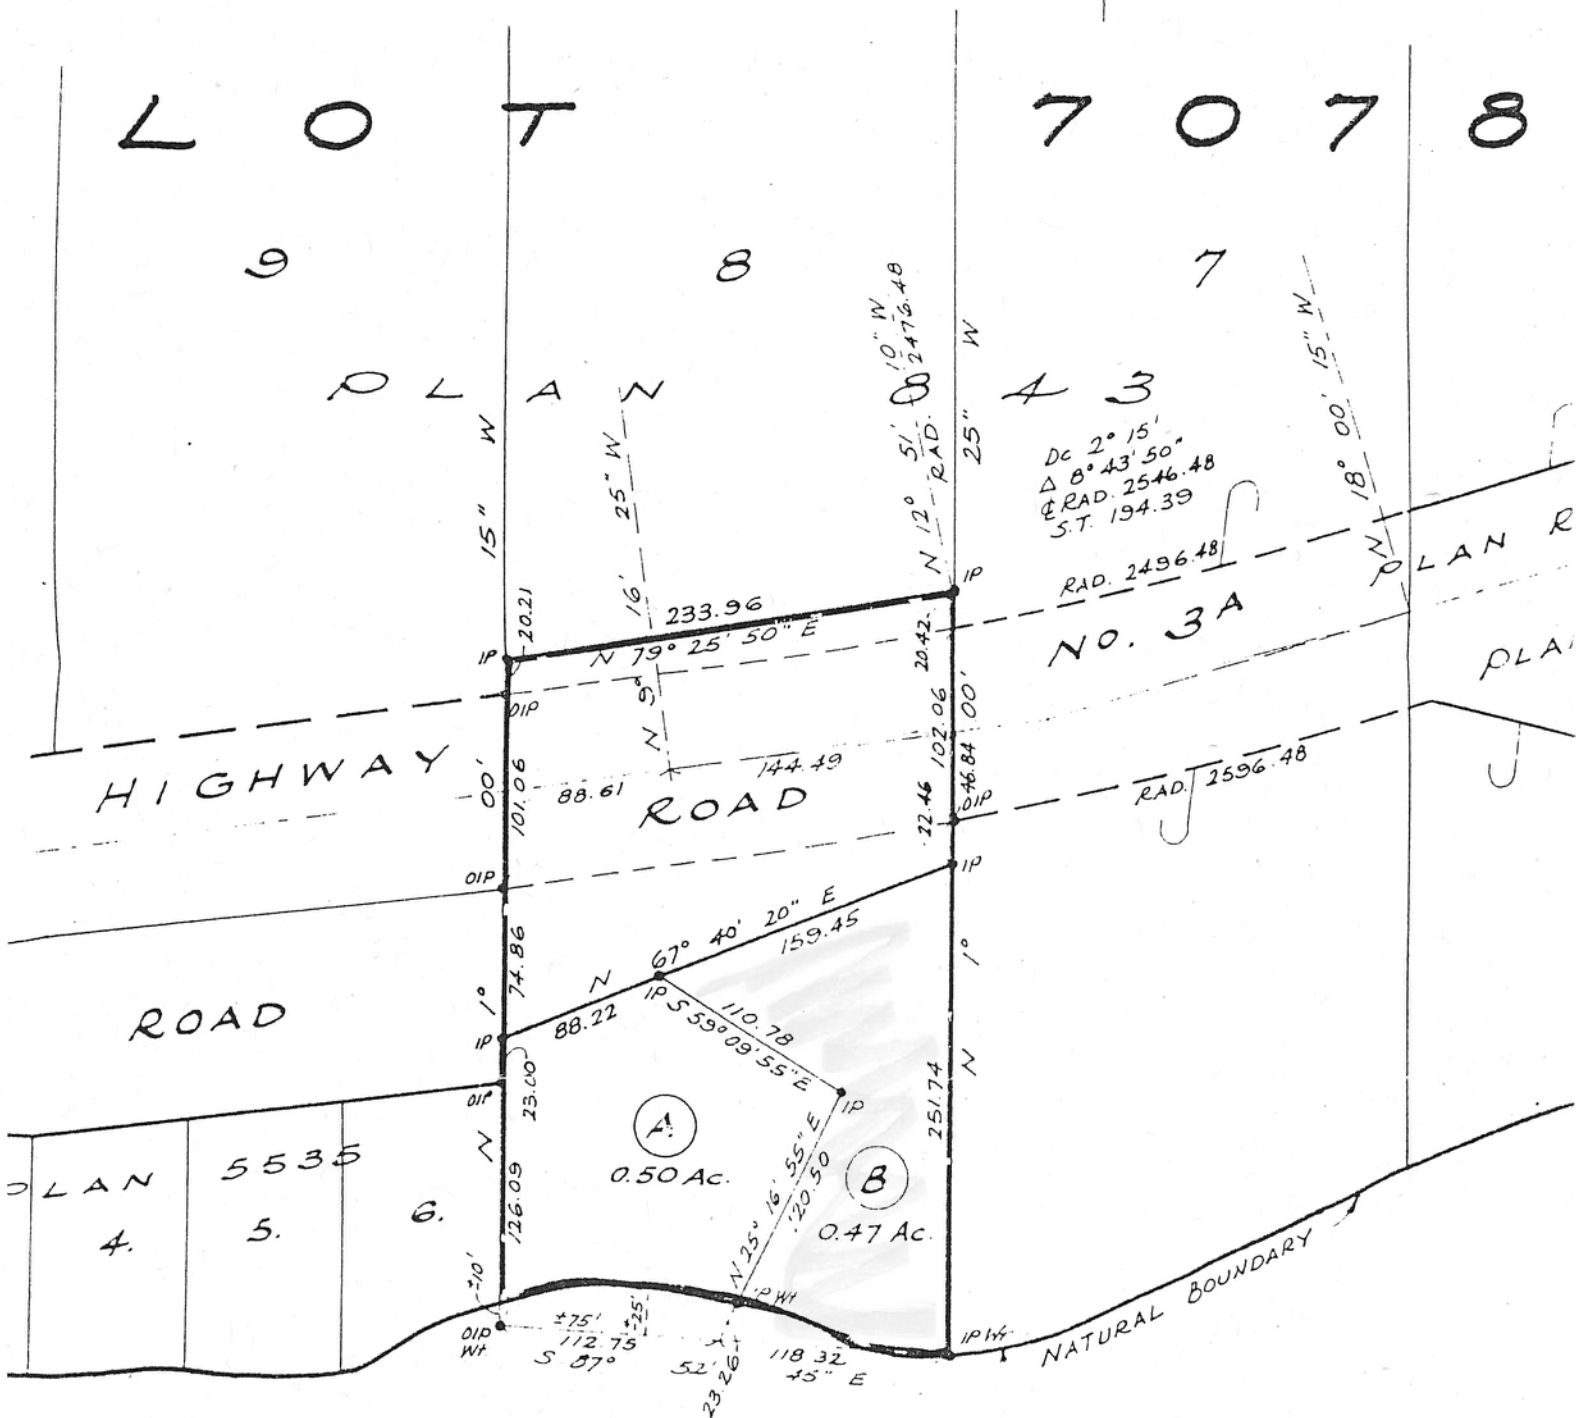 LOT 7078
9
8
7
PLAN 843
N 1° 00' 15" W
N 9° 16' 25" W
N 12° 51' 10" W
RAD. 2476.48
N 1° 00' 25" W
N 18° 00' 15" W
Dc 2° 15'
Δ 8° 43' 50"
℄ RAD. 2546.48
S.T. 194.39
RAD. 2496.48
PLAN R
PLA
20.21
233.96
N 79° 25' 50" E
IP
IP
20.42
OIP
HIGHWAY NO. 3A
101.06
88.61
144.49
102.06
46.84
22.46
ROAD
OIP
RAD. 2596.48
OIP
IP
74.86
N 67° 40' 20" E
159.45
88.22
IP
S 59° 09' 55" E
110.78
ROAD
IP
OIP
23.00
IP
251.74
A
0.50 Ac.
N 25° 16' 55" E
120.50
B
0.47 Ac.
PLAN 5535
4.
5.
6.
126.09
±10'
OIP Wt
±75'
±25'
IP Wt
112.75
118.32
S 87° 52' 45" E
23.26
IP Wt
NATURAL BOUNDARY